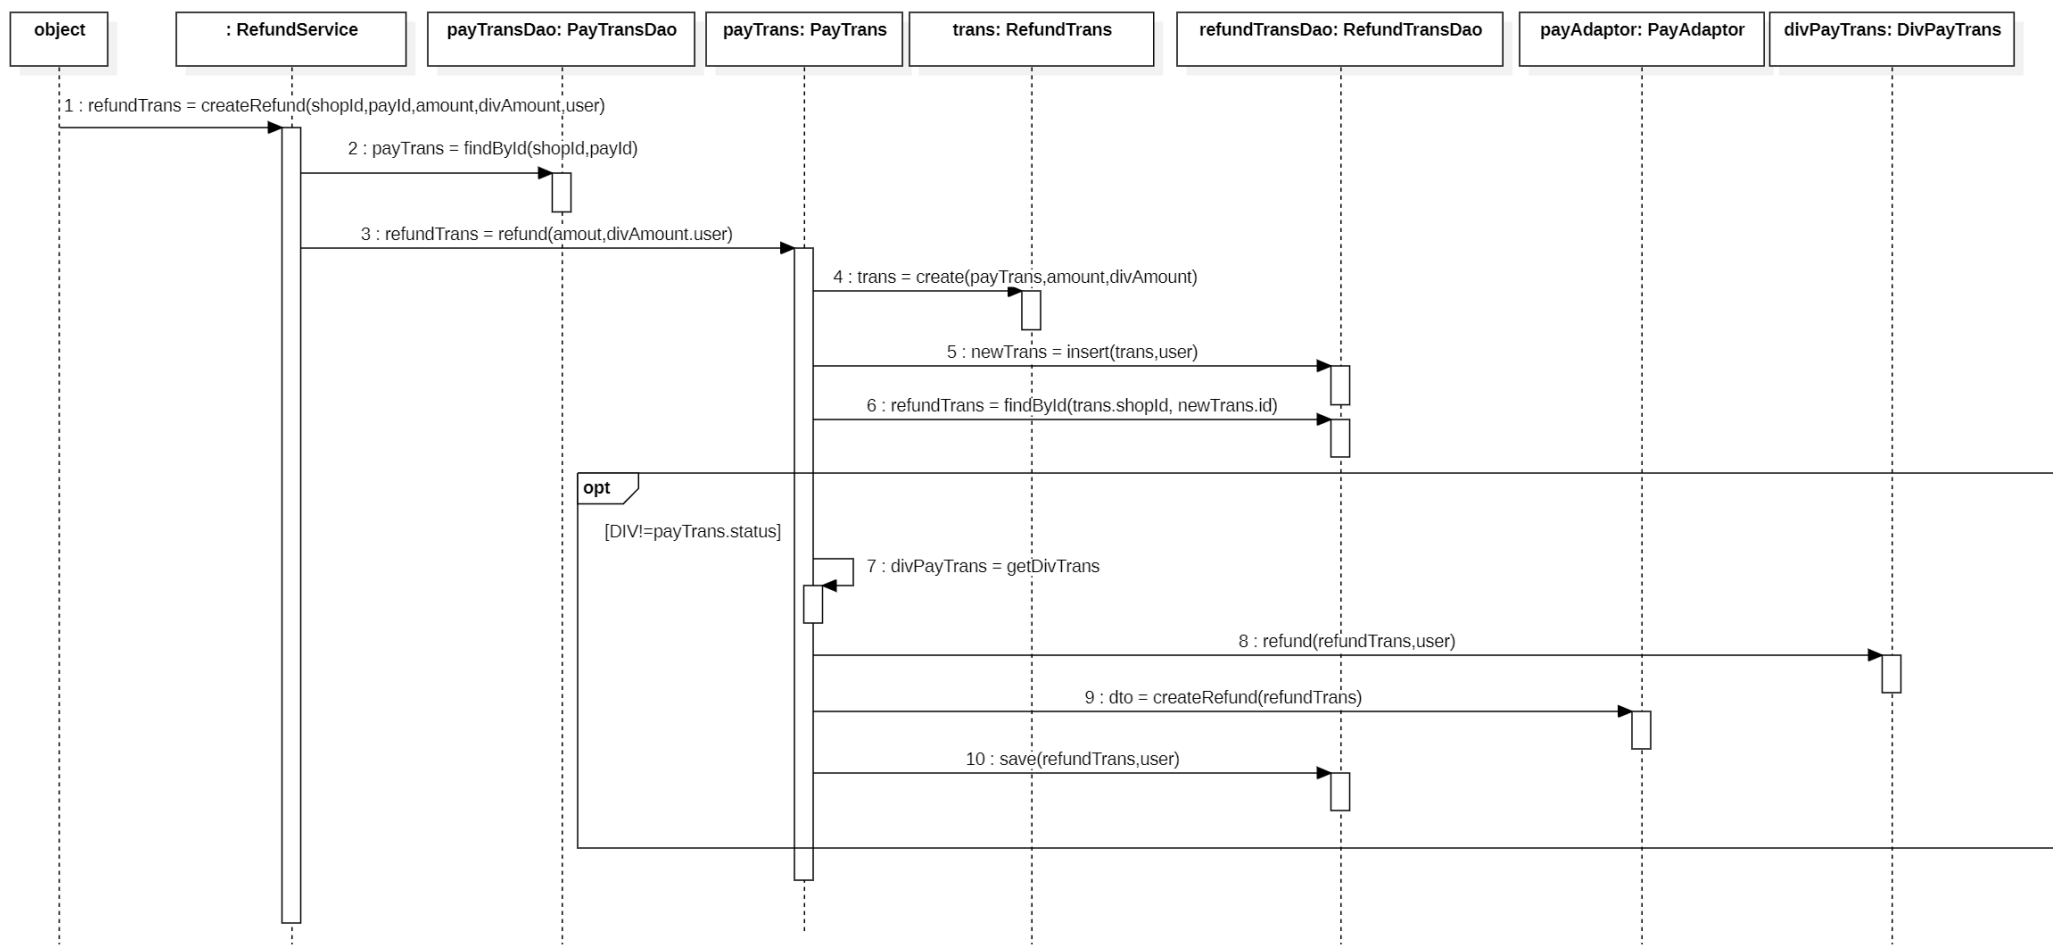 object
: RefundService
payTransDao: PayTransDao
payTrans: PayTrans
trans: RefundTrans
refundTransDao: RefundTransDao
payAdaptor: PayAdaptor
divPayTrans: DivPayTrans
1 : refundTrans = createRefund(shopId,payId,amount,divAmount,user)
2 : payTrans = findById(shopId,payId)
3 : refundTrans = refund(amout,divAmount.user)
4 : trans = create(payTrans,amount,divAmount)
5 : newTrans = insert(trans,user)
6 : refundTrans = findById(trans.shopId, newTrans.id)
opt
[DIV!=payTrans.status]
7 : divPayTrans = getDivTrans
8 : refund(refundTrans,user)
9 : dto = createRefund(refundTrans)
10 : save(refundTrans,user)